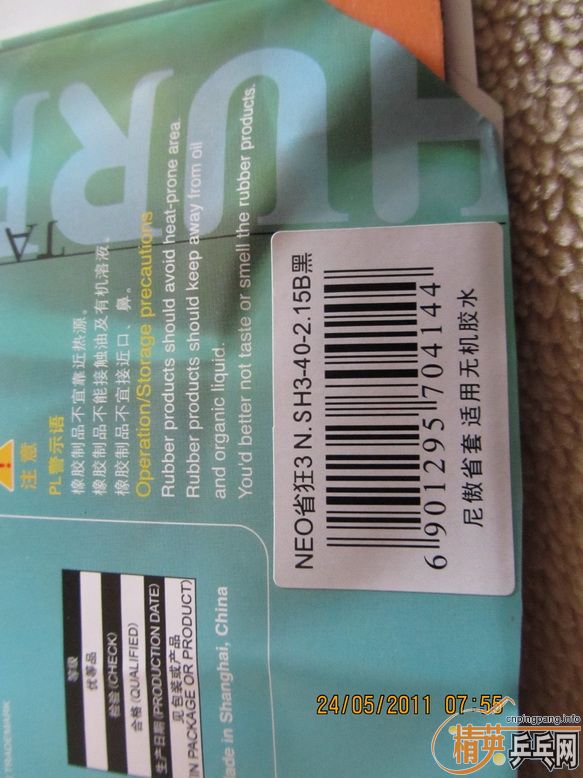 HUR
TA
注意
PL警示语
橡胶制品不宜靠近热源。
橡胶制品不能接触油及有机溶液。
橡胶制品不宜接近口、鼻。
Operation/Storage precautions
Rubber products should avoid heat-prone area.
Rubber products should keep away from oil
and organic liquid.
You'd better not taste or smell the rubber products.
NEO省狂3 N.SH3-40-2.15B黑
6 901295 704144
尼傲省套 适用无机胶水
等级
优等品
检验(CHECK)
合格(QUALIFIED)
生产日期(PRODUCTION DATE)
见包装或产品
IN PACKAGE OR PRODUCT)
ade in Shanghai, China
TRADEMARK
24/05/2011 07:55
cnpingpang.info
精英乒乓网